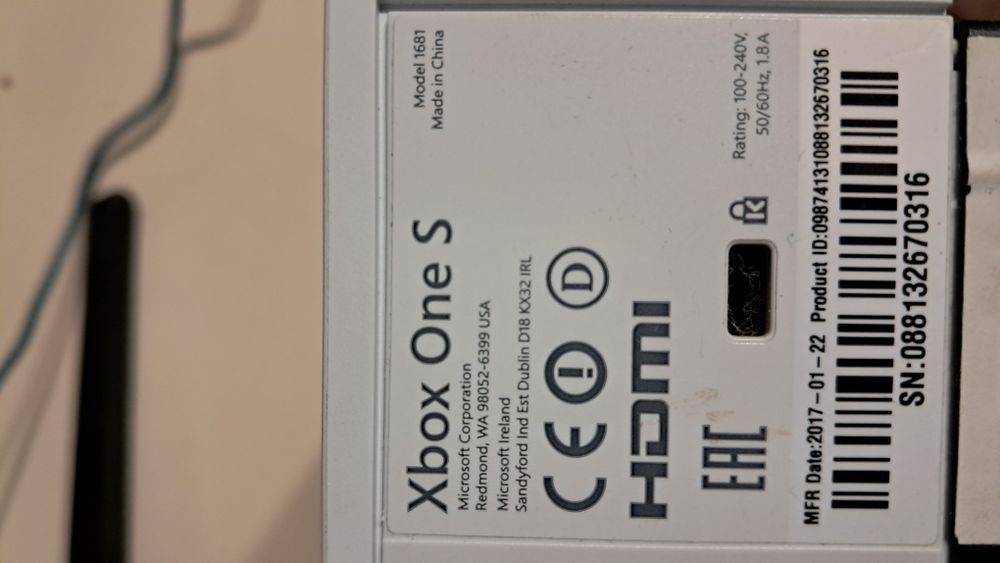 Xbox One S
Model 1681
Made in China
Microsoft Corporation
Redmond, WA 98052-6399 USA
Microsoft Ireland
Sandyford Ind Est Dublin D18 KX32 IRL
CE
D
HDMI
EAC
K
Rating: 100-240V,
50/60Hz, 1.8A
MFR Date:2017-01-22 Product ID:09874131088132670316
SN:088132670316